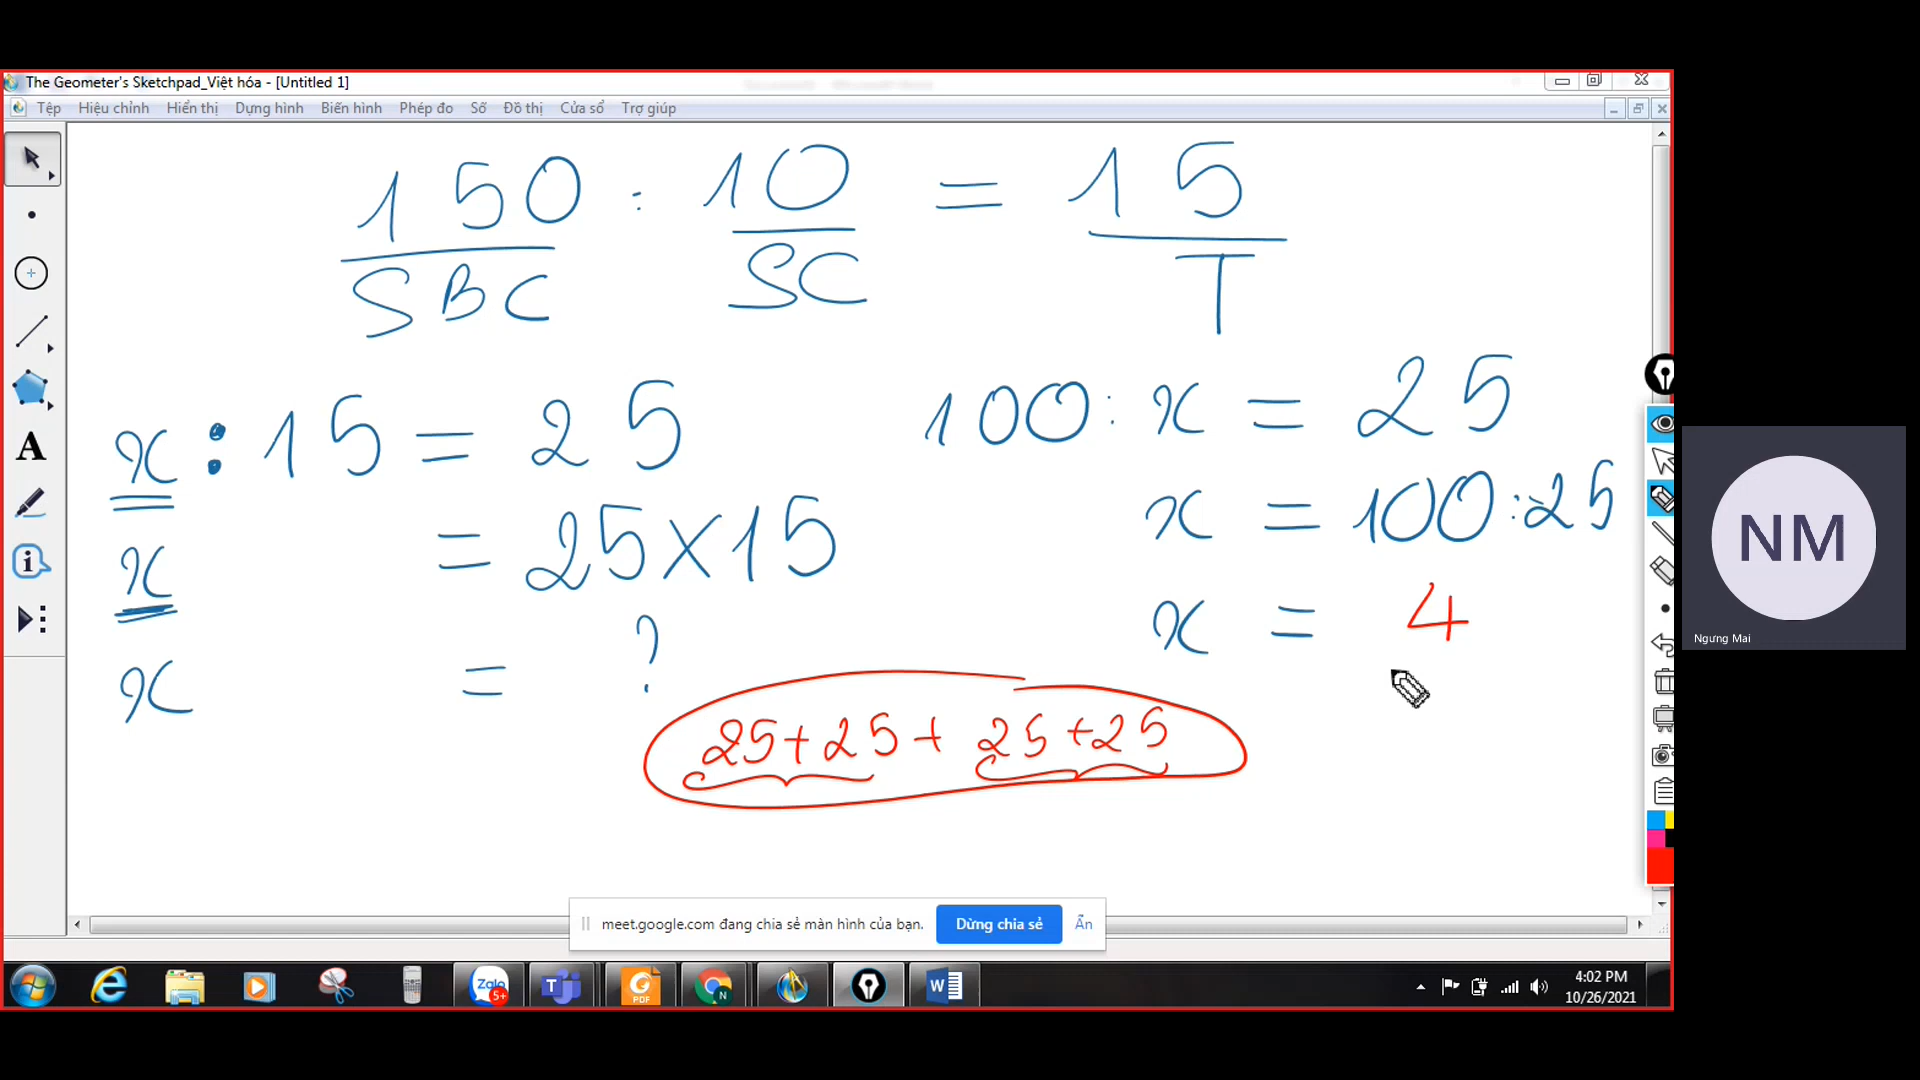 The Geometer's Sketchpad_Việt hóa - [Untitled 1]
Tệp Hiệu chỉnh Hiển thị Dựng hình Biến hình Phép đo Số Đồ thị Cửa sổ Trợ giúp
150 : 10 = 15
SBC SC T
x : 15 = 25
x = 25 x 15
x = ?
100 : x = 25
x = 100 : 25
x = 4
25 + 25 + 25 + 25
A
NM
Ngưng Mai
meet.google.com đang chia sẻ màn hình của bạn. Dừng chia sẻ Ẩn
Zalo 5+ T PDF N W
4:02 PM
10/26/2021